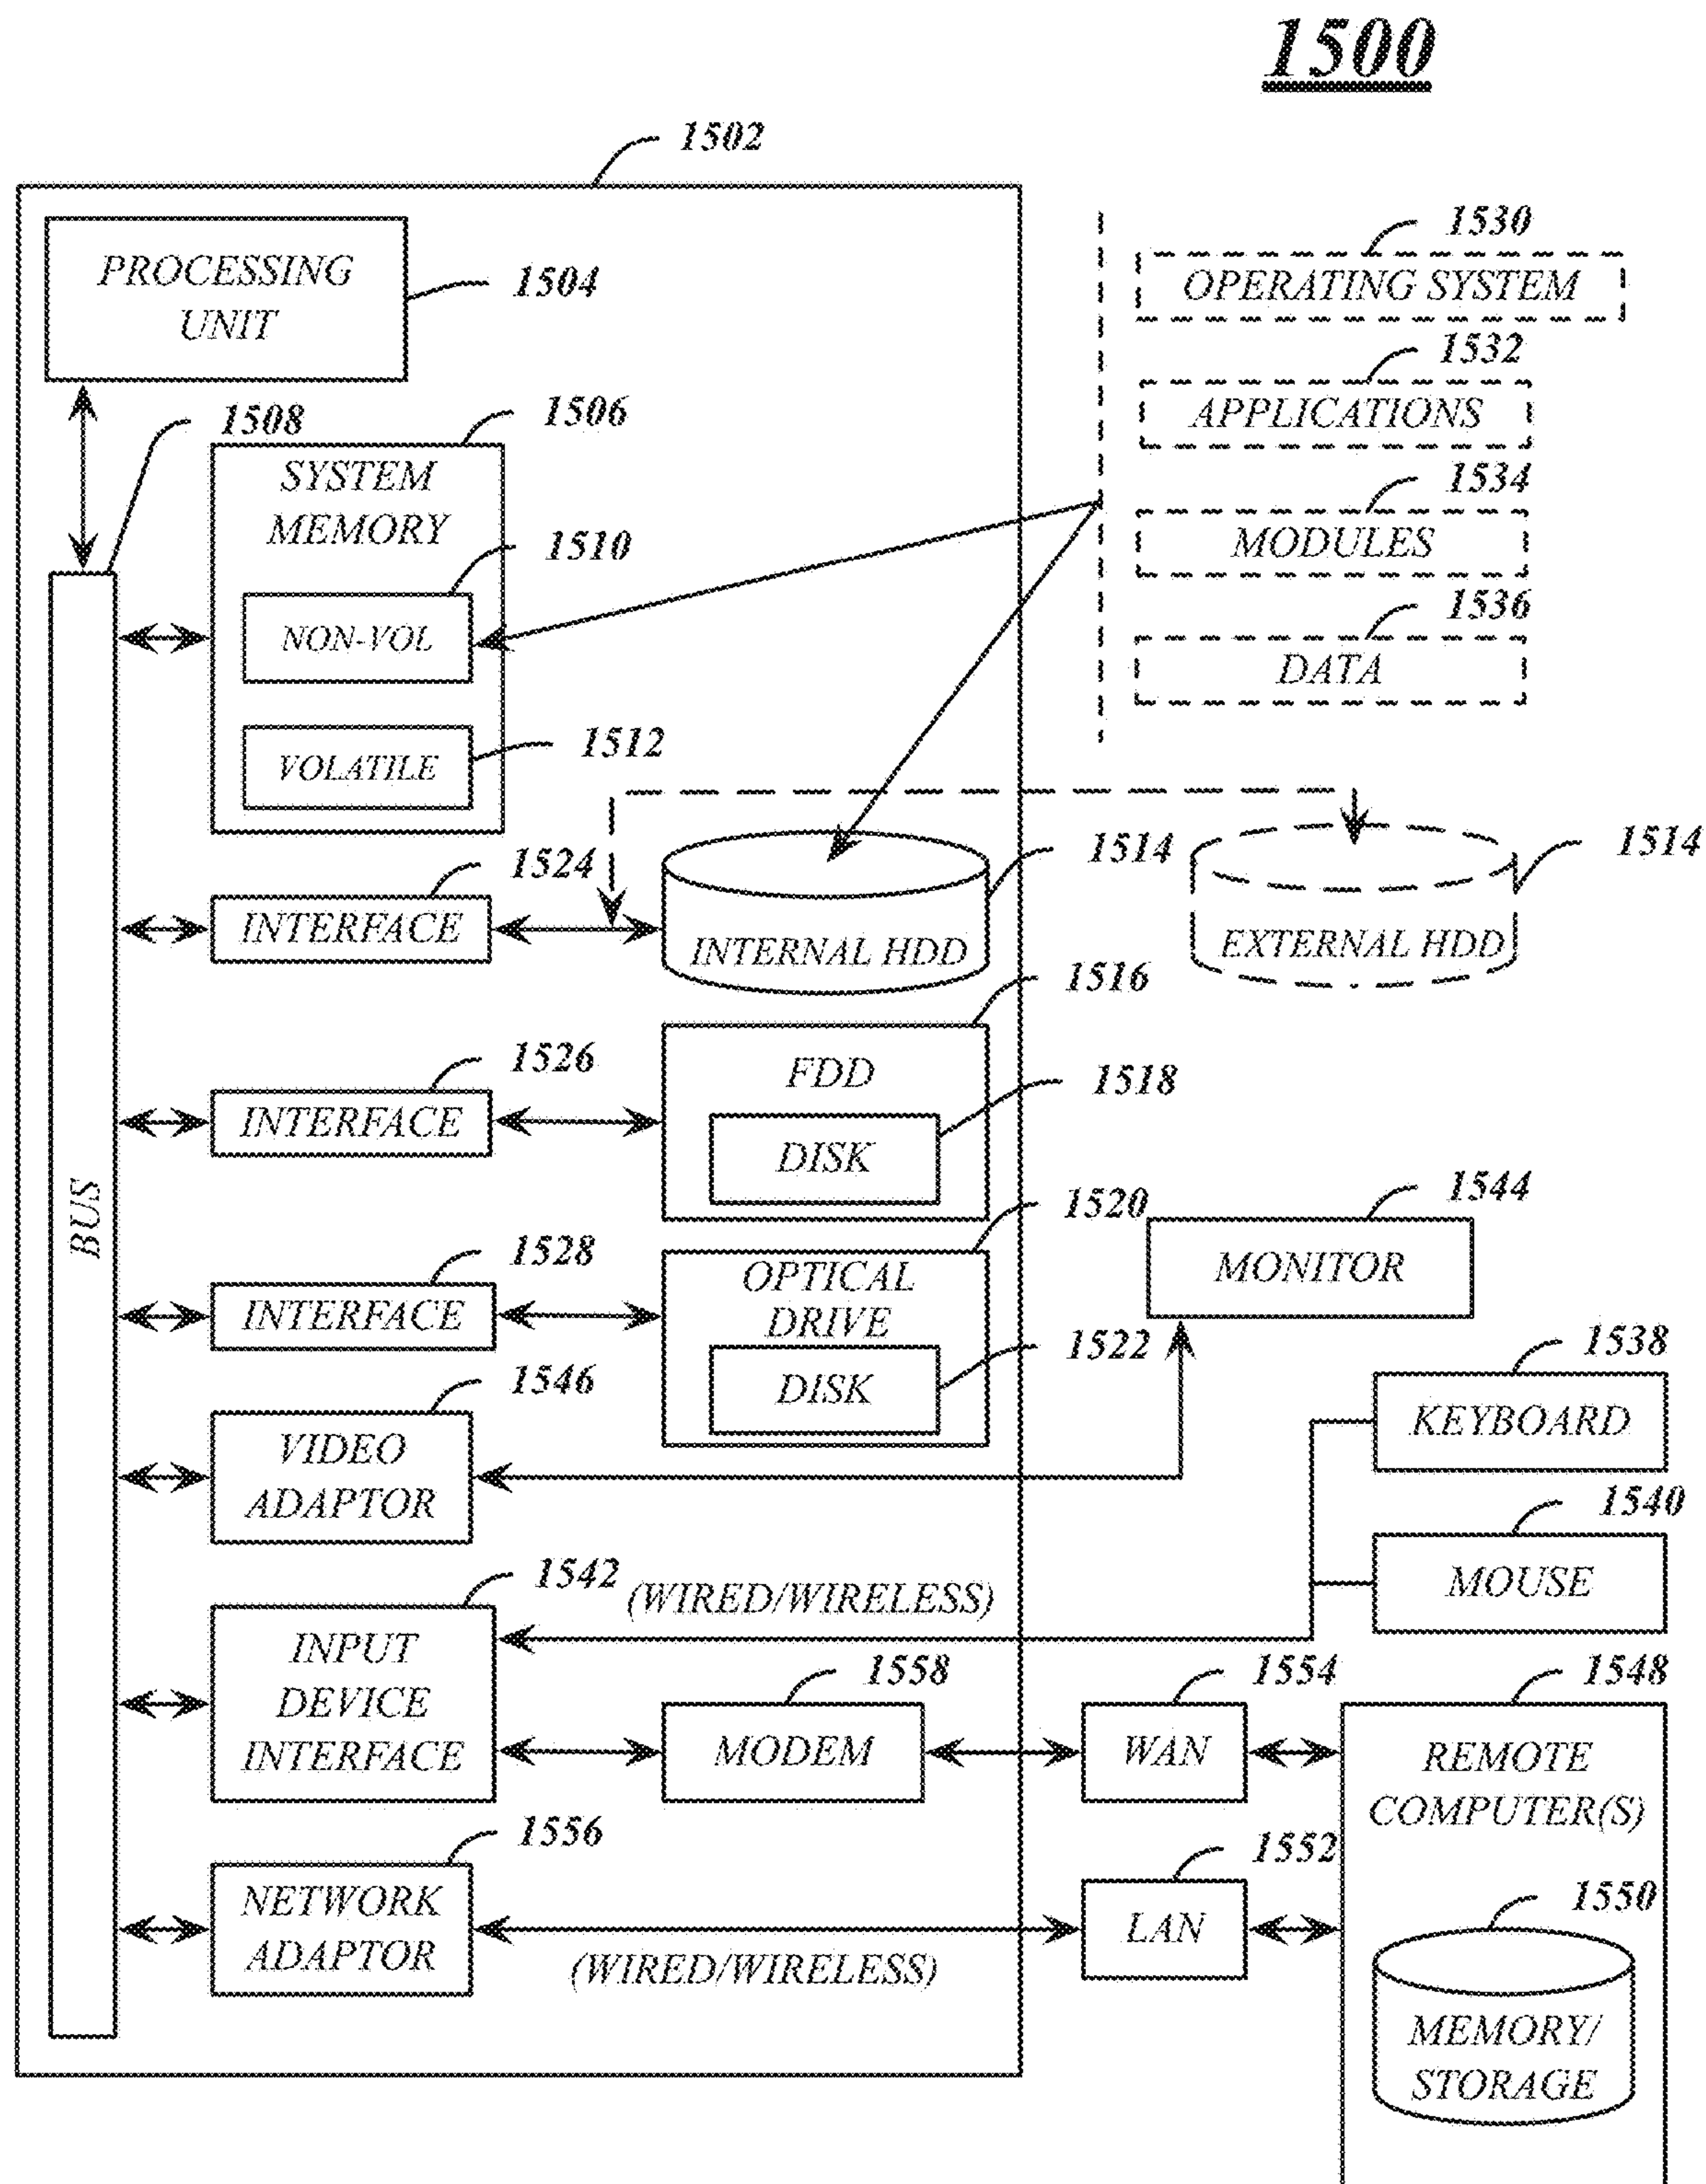 1500
1502
PROCESSING
UNIT
1504
1530
OPERATING SYSTEM
1532
APPLICATIONS
1534
MODULES
1536
DATA
1508
1506
SYSTEM
MEMORY
1510
NON-VOL
1512
VOLATILE
BUS
1524
INTERFACE
1514
INTERNAL HDD
1514
EXTERNAL HDD
1526
INTERFACE
1516
FDD
1518
DISK
1528
INTERFACE
1520
OPTICAL
DRIVE
1522
DISK
1544
MONITOR
1546
VIDEO
ADAPTOR
1538
KEYBOARD
1540
MOUSE
1542
INPUT
DEVICE
INTERFACE
(WIRED/WIRELESS)
1558
MODEM
1554
WAN
1548
REMOTE
COMPUTER(S)
1556
NETWORK
ADAPTOR
(WIRED/WIRELESS)
1552
LAN
1550
MEMORY/
STORAGE